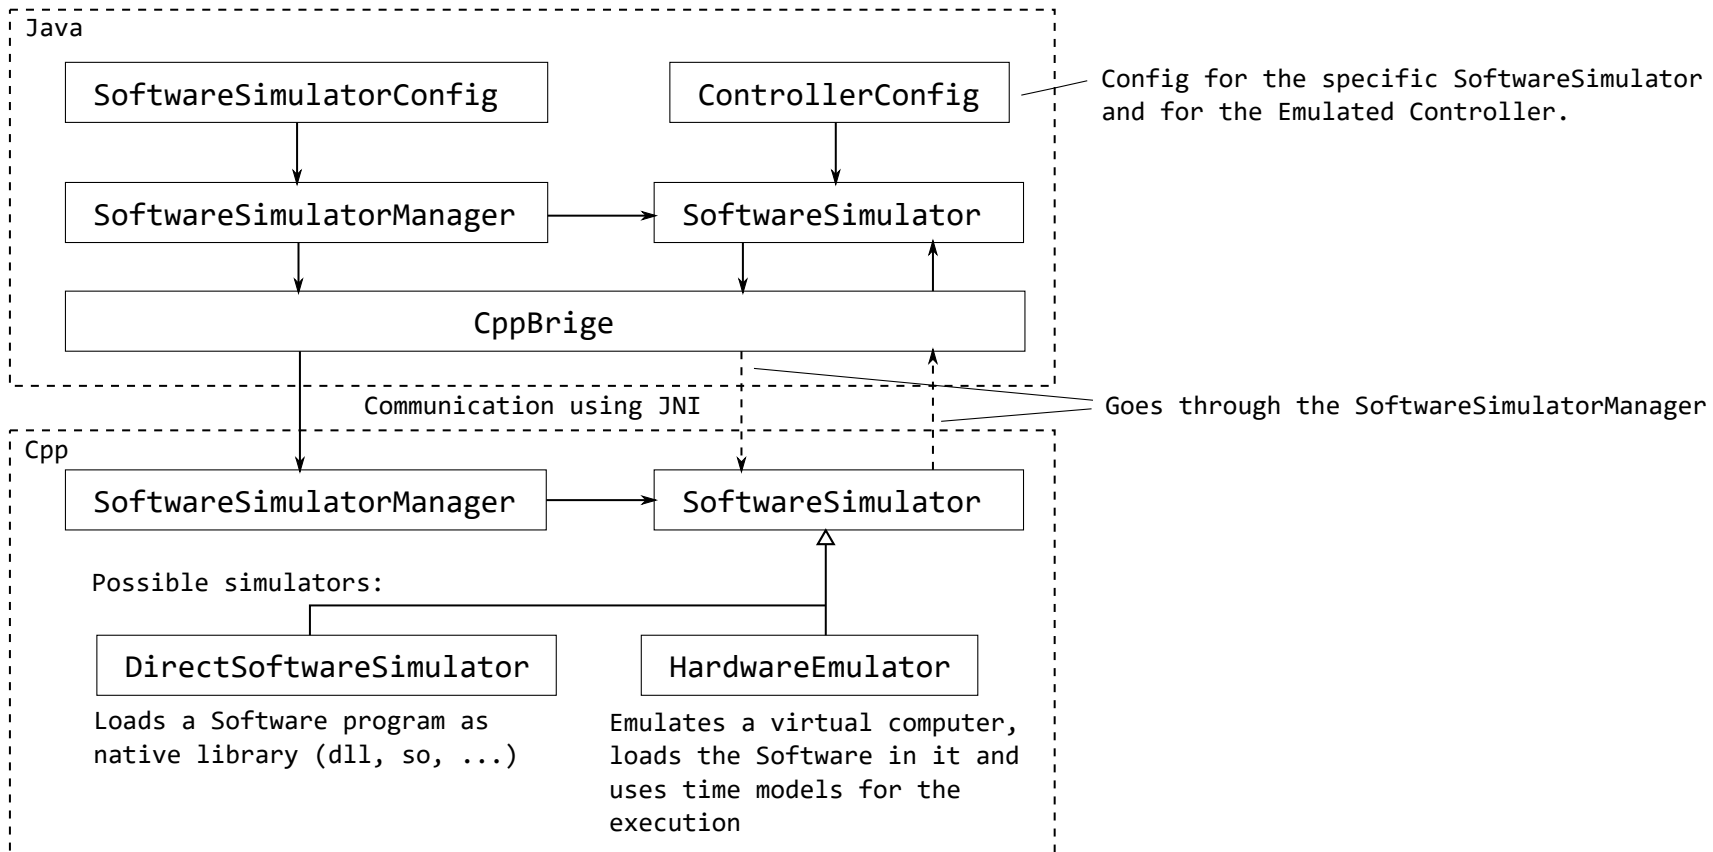 Java
SoftwareSimulatorConfig
ControllerConfig
Config for the specific SoftwareSimulator
and for the Emulated Controller.
SoftwareSimulatorManager
SoftwareSimulator
CppBrige
Communication using JNI
Goes through the SoftwareSimulatorManager
Cpp
SoftwareSimulatorManager
SoftwareSimulator
Possible simulators:
DirectSoftwareSimulator
HardwareEmulator
Loads a Software program as
native library (dll, so, ...)
Emulates a virtual computer,
loads the Software in it and
uses time models for the
execution